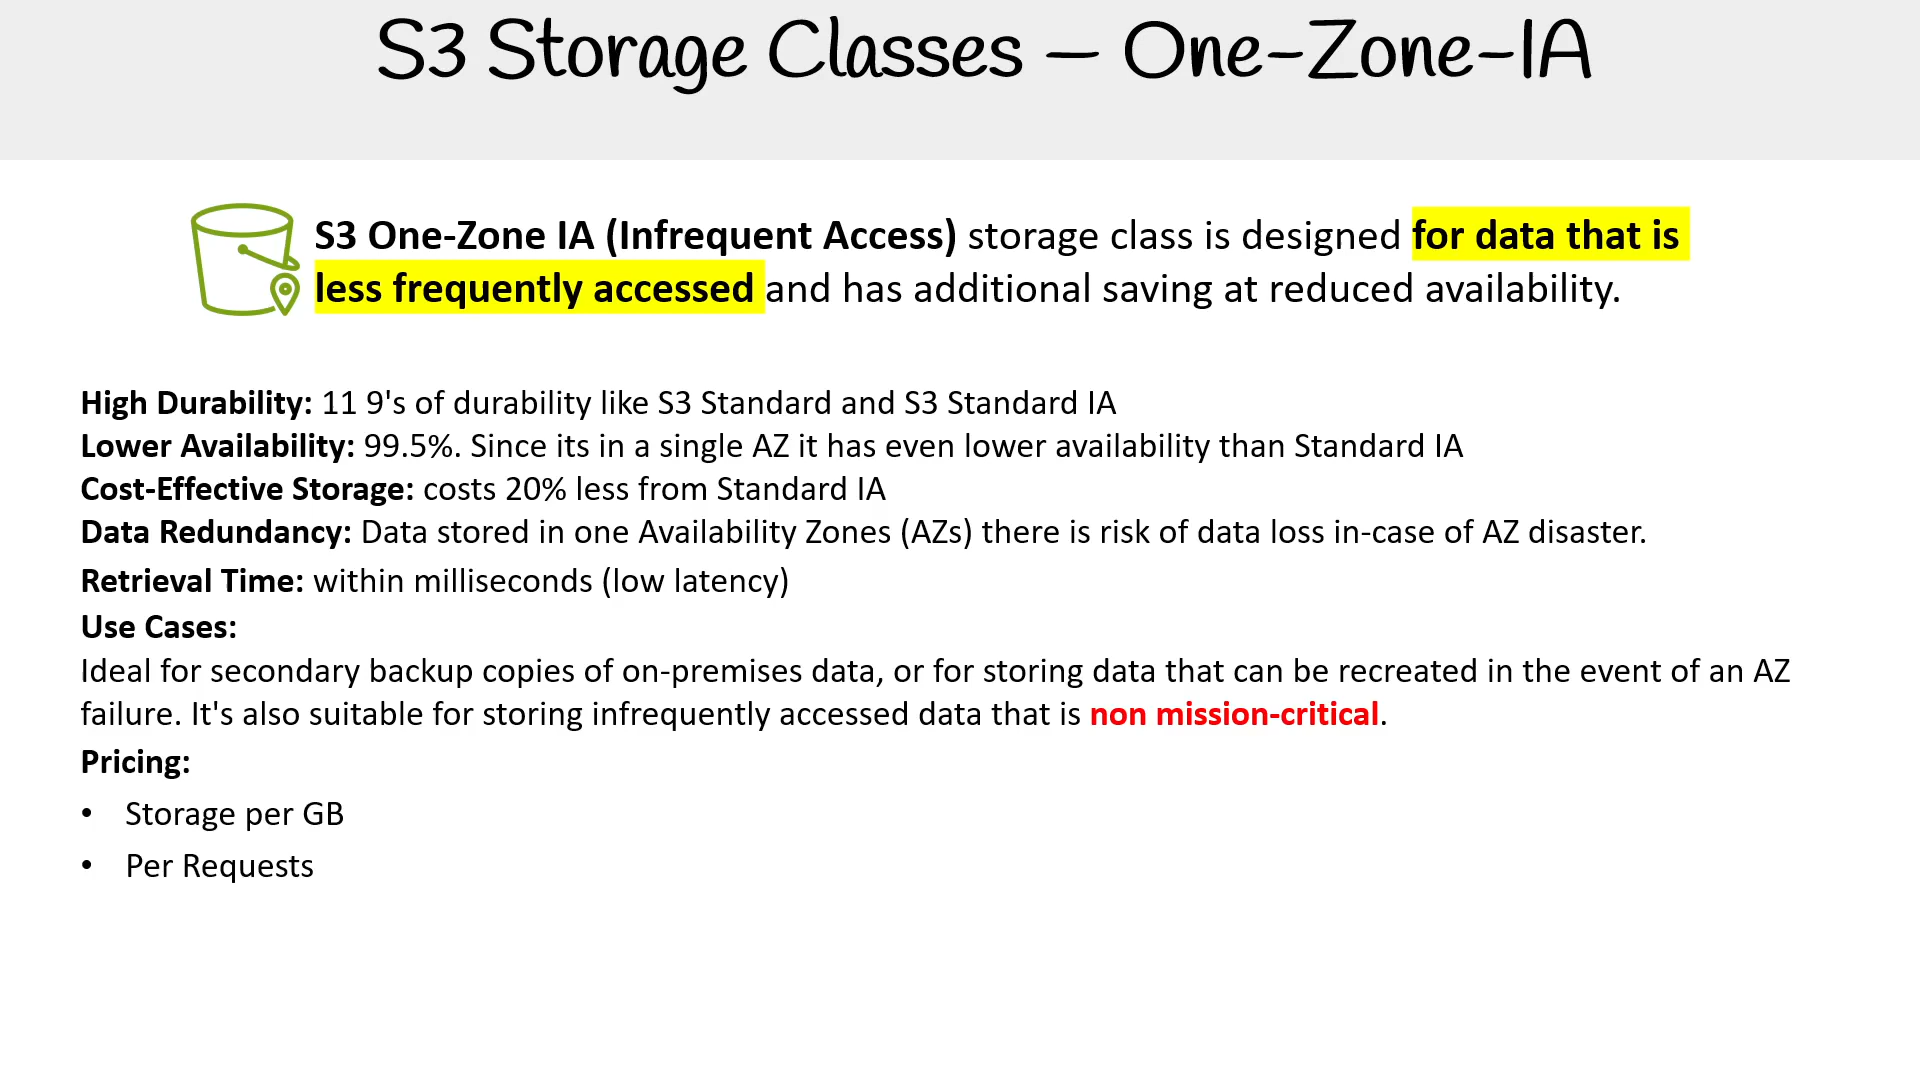 S3 Storage Classes – One-Zone-IA
S3 One-Zone IA (Infrequent Access) storage class is designed for data that is
less frequently accessed and has additional saving at reduced availability.
High Durability: 11 9's of durability like S3 Standard and S3 Standard IA
Lower Availability: 99.5%. Since its in a single AZ it has even lower availability than Standard IA
Cost-Effective Storage: costs 20% less from Standard IA
Data Redundancy: Data stored in one Availability Zones (AZs) there is risk of data loss in-case of AZ disaster.
Retrieval Time: within milliseconds (low latency)
Use Cases:
Ideal for secondary backup copies of on-premises data, or for storing data that can be recreated in the event of an AZ
failure. It's also suitable for storing infrequently accessed data that is non mission-critical.
Pricing:
• Storage per GB
• Per Requests